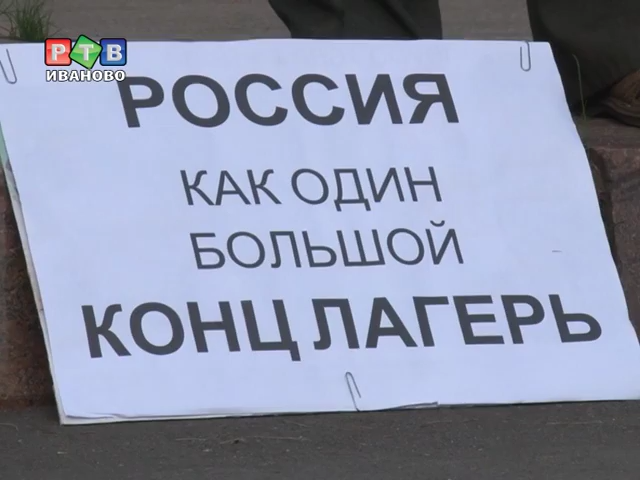 РТВ
ИВАНОВО
РОССИЯ
КАК ОДИН
БОЛЬШОЙ
КОНЦ ЛАГЕРЬ